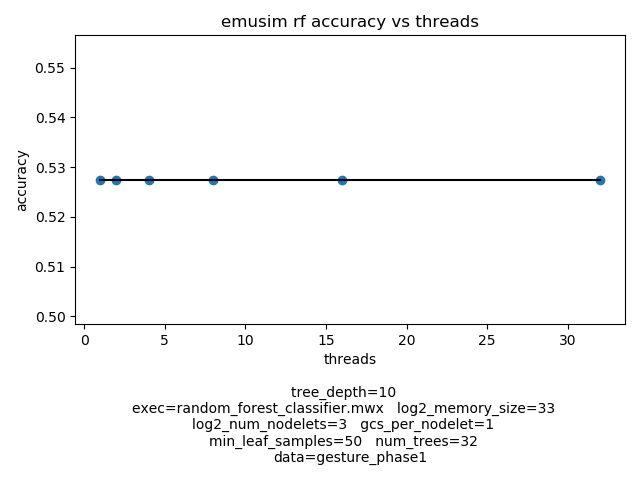 emusim rf accuracy vs threads
0.55
0.54
0.53
0.52
0.51
0.50
accuracy
0 5 10 15 20 25 30
threads
tree_depth=10
exec=random_forest_classifier.mwx log2_memory_size=33
log2_num_nodelets=3 gcs_per_nodelet=1
min_leaf_samples=50 num_trees=32
data=gesture_phase1